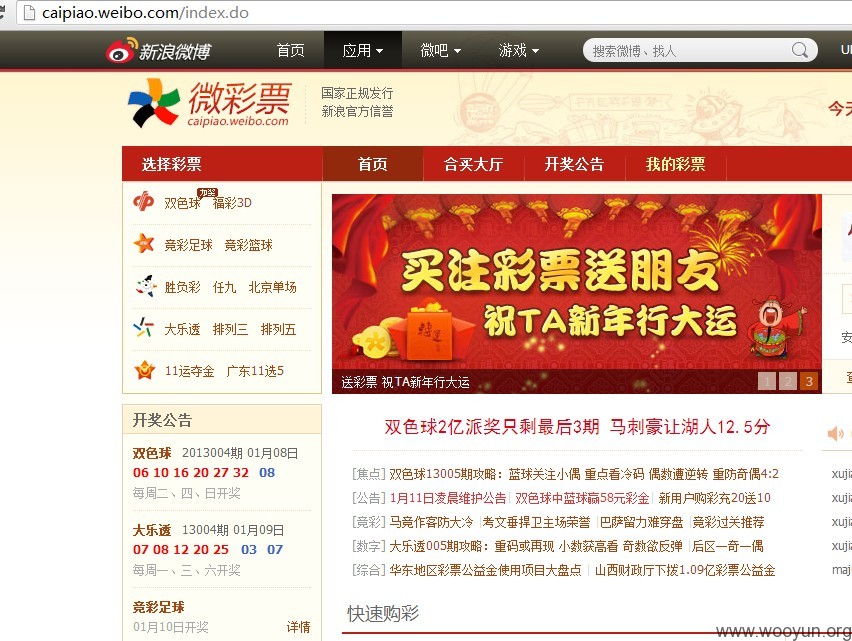 caipiao.weibo.com/index.do
新浪微博 首页 应用 微吧 游戏 搜索微博、找人
微彩票
caipiao.weibo.com
国家正规发行
新浪官方信誉
选择彩票 首页 合买大厅 开奖公告 我的彩票
双色球 加奖 福彩3D
竞彩足球 竞彩篮球
胜负彩 任九 北京单场
大乐透 排列三 排列五
11运夺金 广东11选5
买注彩票送朋友
祝TA新年行大运
送彩票 祝TA新年行大运 1 2 3
开奖公告
双色球 2013004期 01月08日
06 10 16 20 27 32 08
每周二、四、日开奖
大乐透 13004期 01月09日
07 08 12 20 25 03 07
每周一、三、六开奖
竞彩足球
01月10日开奖 详情
双色球2亿派奖只剩最后3期 马刺豪让湖人12.5分
[焦点] 双色球13005期攻略：蓝球关注小偶 重点看冷码 偶数遭逆转 重防奇偶4:2
[公告] 1月11日凌晨维护公告| 双色球中蓝球赢58元彩金| 新用户购彩充20送10
[竞彩] 马竞作客防大冷 |考文垂捍卫主场荣誉 |巴萨留力难穿盘 |竞彩过关推荐
[数字] 大乐透005期攻略：重码或再现 小数获高看 奇数欲反弹 |后区一奇一偶
[综合] 华东地区彩票公益金使用项目大盘点 | 山西财政厅下拨1.09亿彩票公益金
快速购彩
xuji
xuji
xuji
xuji
maj
www.wooyun.org